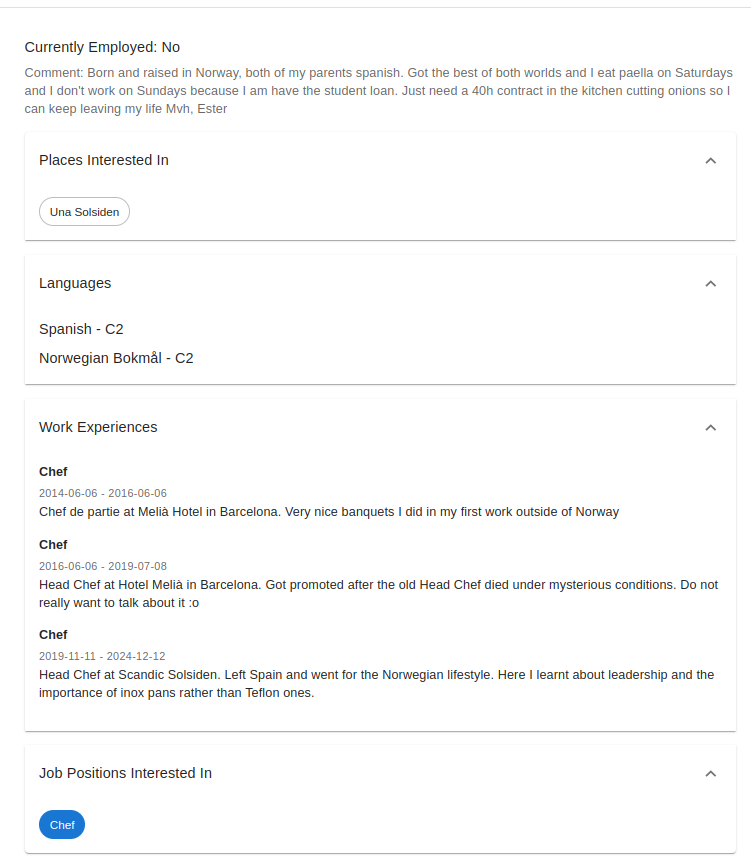 Currently Employed: No
Comment: Born and raised in Norway, both of my parents spanish. Got the best of both worlds and I eat paella on Saturdays
and I don't work on Sundays because I am have the student loan. Just need a 40h contract in the kitchen cutting onions so I
can keep leaving my life Mvh, Ester
Places Interested In
Una Solsiden
Languages
Spanish - C2
Norwegian Bokmål - C2
Work Experiences
Chef
2014-06-06 - 2016-06-06
Chef de partie at Melià Hotel in Barcelona. Very nice banquets I did in my first work outside of Norway
Chef
2016-06-06 - 2019-07-08
Head Chef at Hotel Melià in Barcelona. Got promoted after the old Head Chef died under mysterious conditions. Do not
really want to talk about it :o
Chef
2019-11-11 - 2024-12-12
Head Chef at Scandic Solsiden. Left Spain and went for the Norwegian lifestyle. Here I learnt about leadership and the
importance of inox pans rather than Teflon ones.
Job Positions Interested In
Chef